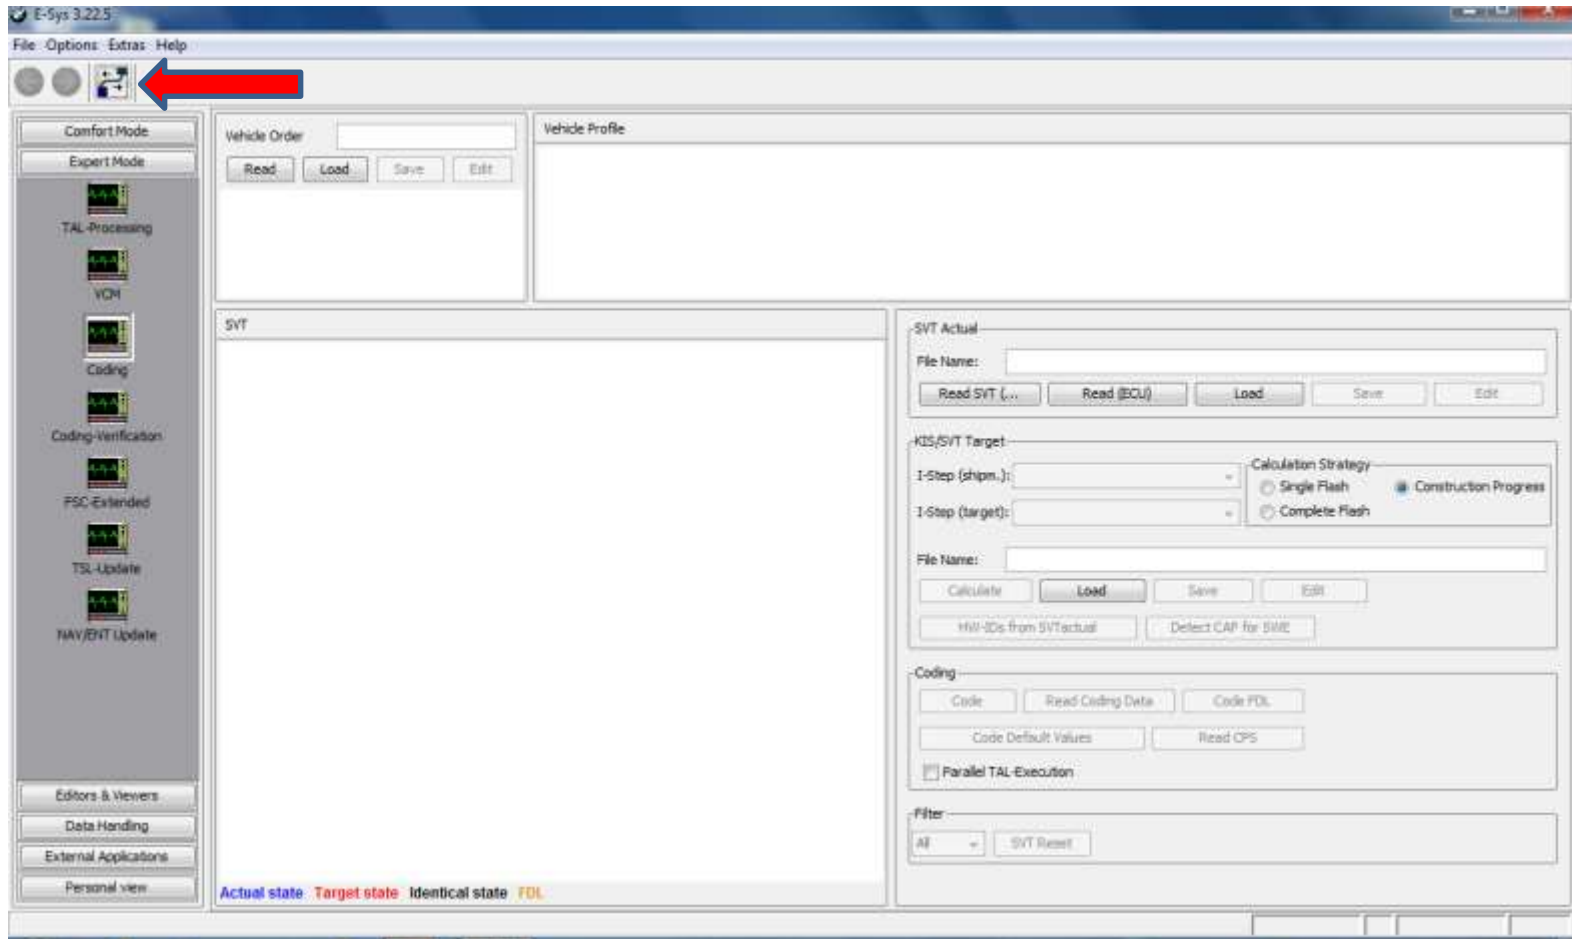 E-Sys 3.22.5
File Options Extras Help
Comfort Mode
Expert Mode
TAL-Processing
VCM
Coding
Coding-Verification
FSC-Extended
TSL-Update
NAV/ENT Update
Editors & Viewers
Data Handling
External Applications
Personal view
Vehicle Order
Read Load Save Edit
Vehicle Profile
SVT
Actual state Target state Identical state FDL
SVT Actual
File Name:
Read SVT (... Read (ECU) Load Save Edit
KIS/SVT Target
I-Step (shipm.):
I-Step (target):
Calculation Strategy
Single Flash Construction Progress
Complete Flash
File Name:
Calculate Load Save Edit
HW-IDs from SVTactual Detect CAF for SWE
Coding
Code Read Coding Data Code FDL
Code Default Values Read CPS
Parallel TAL-Execution
Filter
All SVT Reset